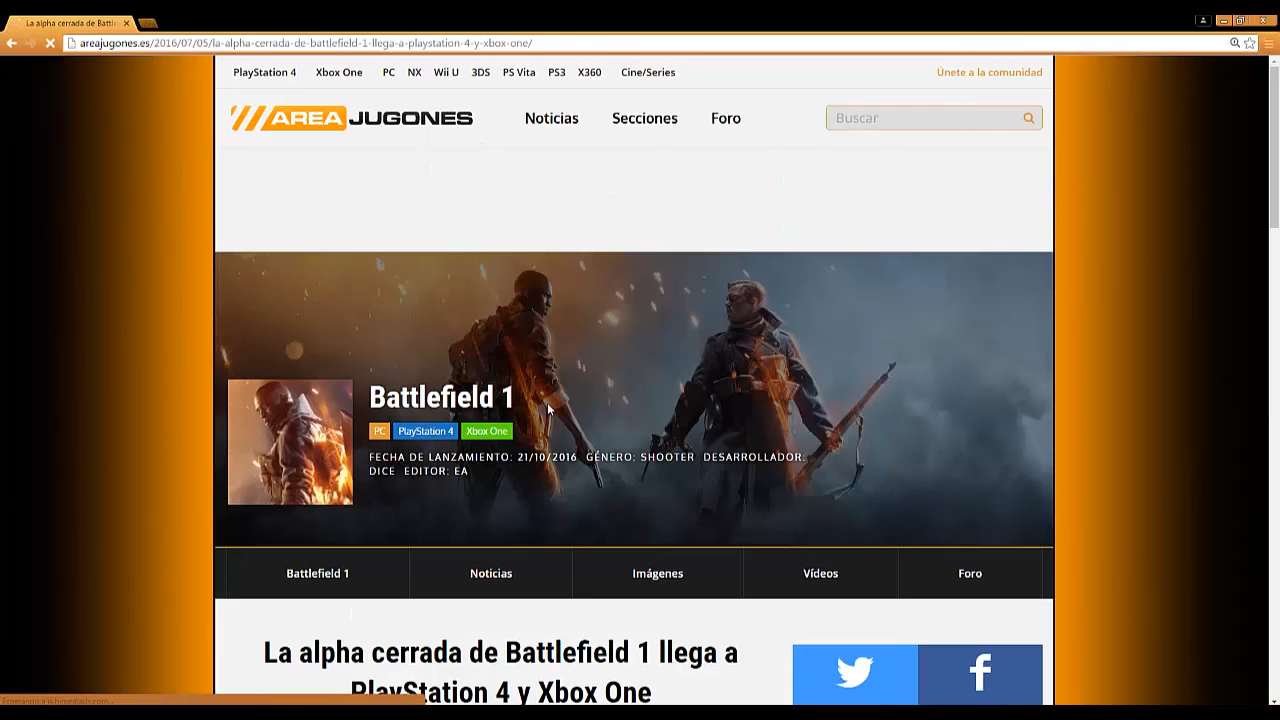 La alpha cerrada de Battle
areajugones.es/2016/07/05/la-alpha-cerrada-de-battlefield-1-llega-a-playstation-4-y-xbox-one/
PlayStation 4 Xbox One PC NX Wii U 3DS PS Vita PS3 X360 Cine/Series Únete a la comunidad
AREAJUGONES Noticias Secciones Foro Buscar
Battlefield 1
PC PlayStation 4 Xbox One
FECHA DE LANZAMIENTO: 21/10/2016 GÉNERO: SHOOTER DESARROLLADOR:
DICE EDITOR: EA
Battlefield 1 Noticias Imágenes Vídeos Foro
La alpha cerrada de Battlefield 1 llega a
PlayStation 4 y Xbox One